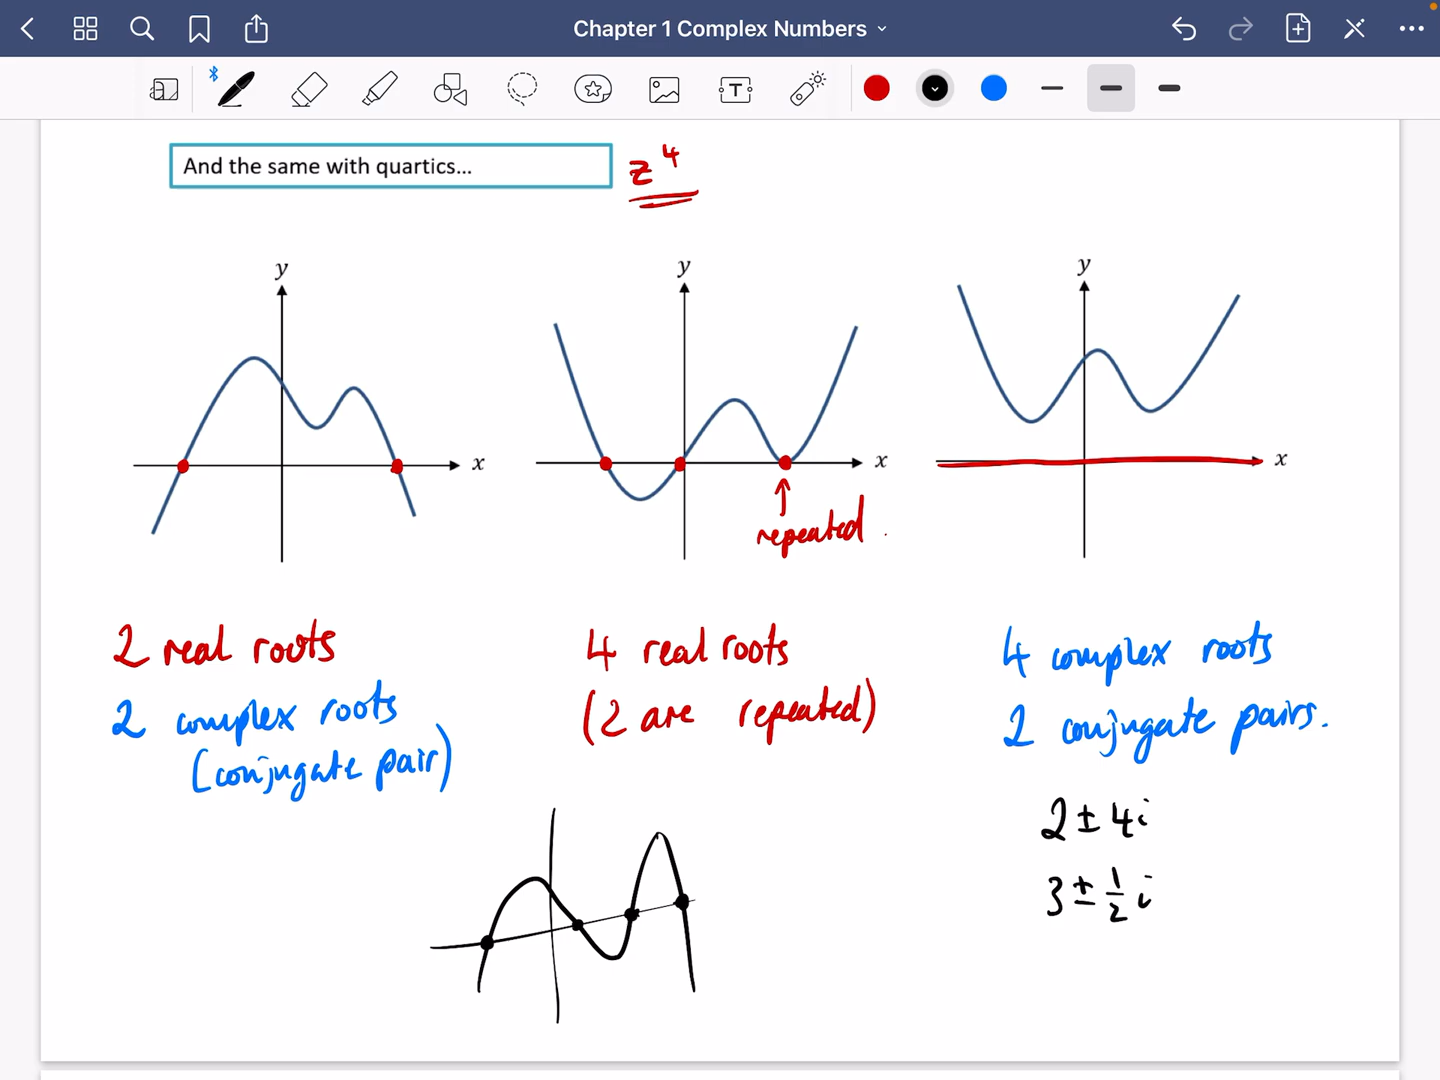 Chapter 1 Complex Numbers
a
T
And the same with quartics...
z⁴
y
x
y
x
repeated
y
x
2 real roots
2 complex roots
(conjugate pair)
4 real roots
(2 are repeated)
4 complex roots
2 conjugate pairs.
2 ± 4i
3 ± 1/2 i